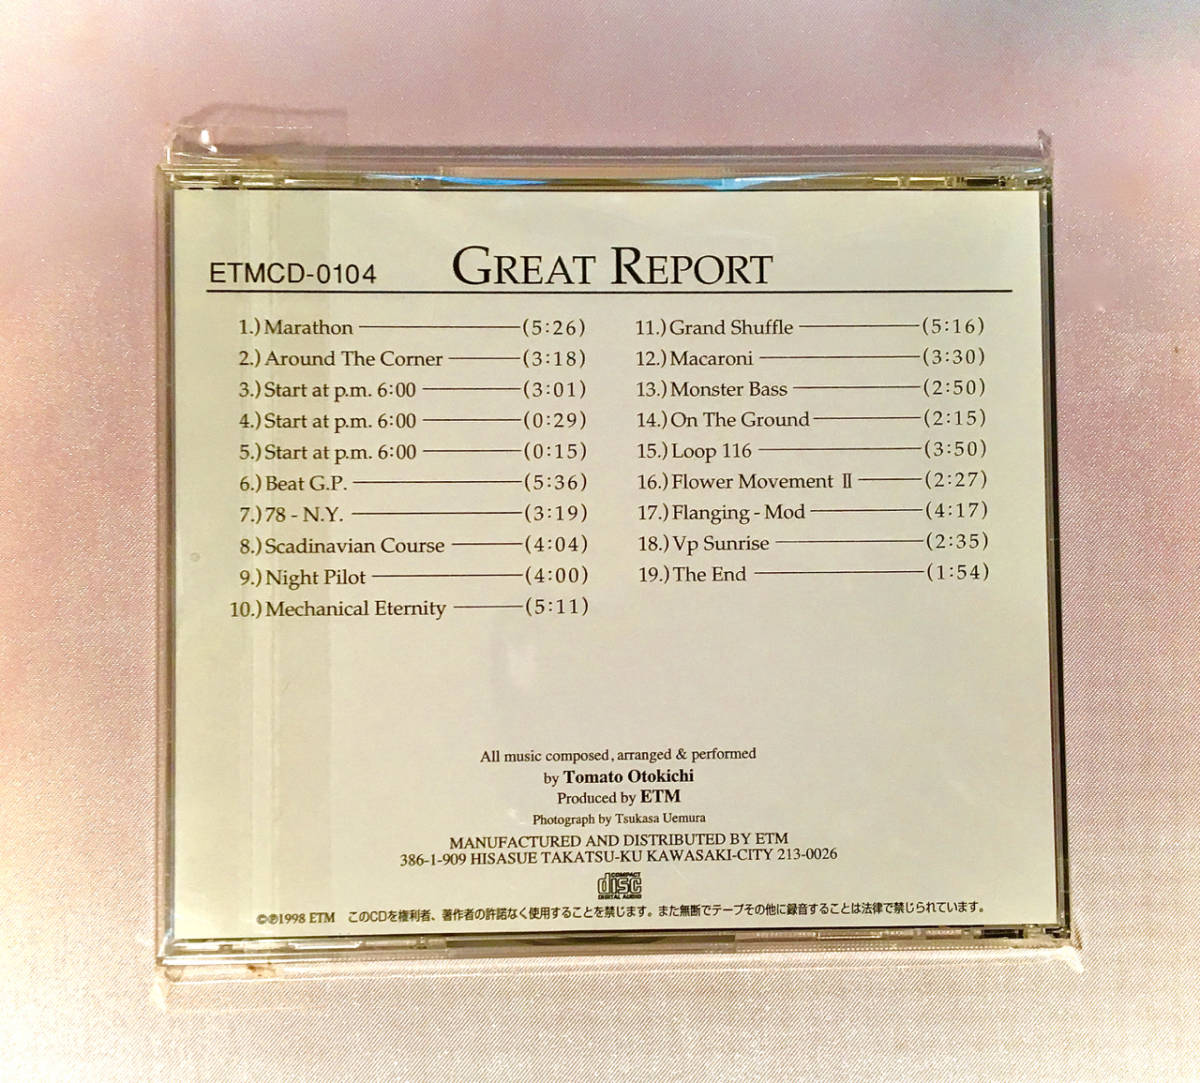 ETMCD-0104 GREAT REPORT
1.) Marathon (5:26)
2.) Around The Corner (3:18)
3.) Start at p.m. 6:00 (3:01)
4.) Start at p.m. 6:00 (0:29)
5.) Start at p.m. 6:00 (0:15)
6.) Beat G.P. (5:36)
7.) 78 - N.Y. (3:19)
8.) Scadinavian Course (4:04)
9.) Night Pilot (4:00)
10.) Mechanical Eternity (5:11)
11.) Grand Shuffle (5:16)
12.) Macaroni (3:30)
13.) Monster Bass (2:50)
14.) On The Ground (2:15)
15.) Loop 116 (3:50)
16.) Flower Movement Ⅱ (2:27)
17.) Flanging - Mod (4:17)
18.) Vp Sunrise (2:35)
19.) The End (1:54)
All music composed, arranged & performed
by Tomato Otokichi
Produced by ETM
Photograph by Tsukasa Uemura
MANUFACTURED AND DISTRIBUTED BY ETM
386-1-909 HISASUE TAKATSU-KU KAWASAKI-CITY 213-0026
COMPACT
disc
DIGITAL AUDIO
©℗1998 ETM このCDを権利者、著作者の許諾なく使用することを禁じます。また無断でテープその他に録音することは法律で禁じられています。